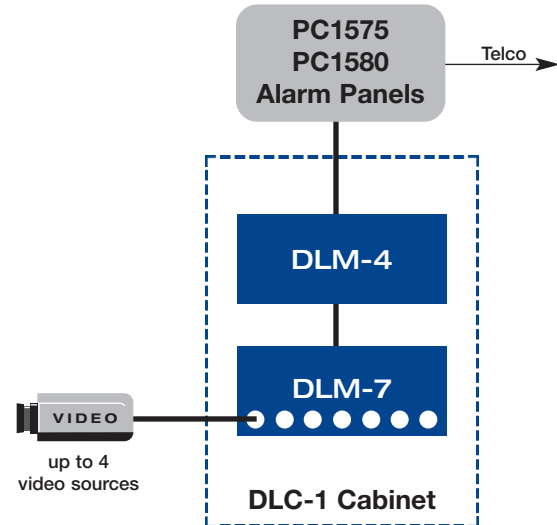 PC1575
PC1580
Alarm Panels
Telco
DLM-4
DLM-7
VIDEO
up to 4
video sources
DLC-1 Cabinet